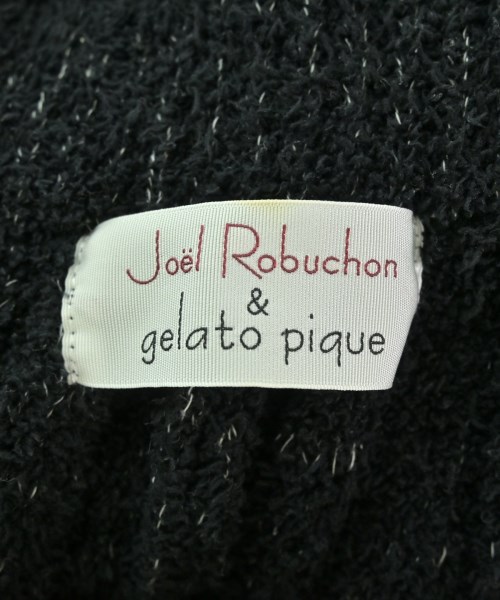 Joël Robuchon
&
gelato pique